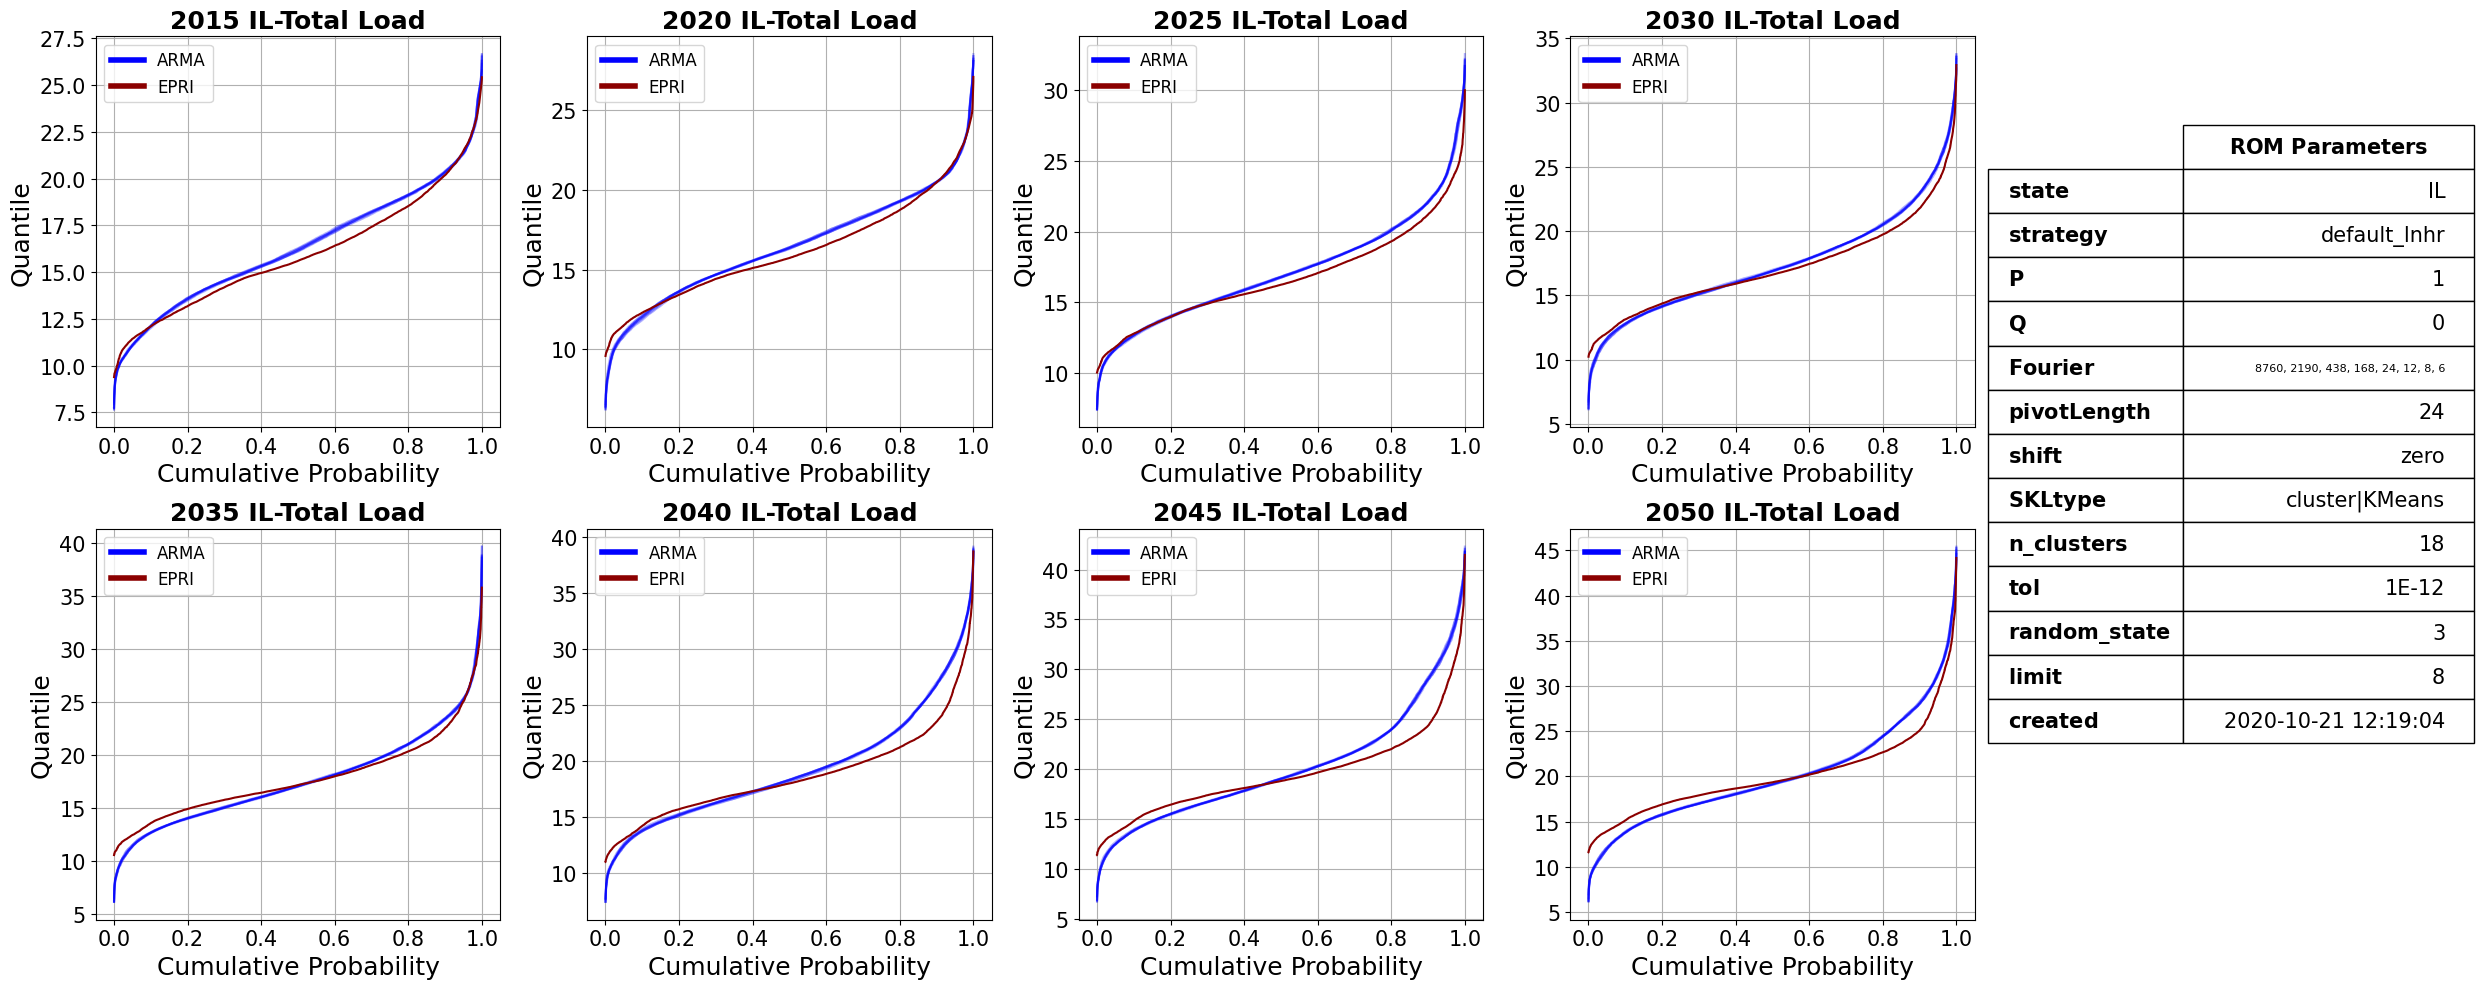 2015 IL-Total Load
27.5
25.0
22.5
20.0
17.5
15.0
12.5
10.0
7.5
Quantile
ARMA
EPRI
0.0 0.2 0.4 0.6 0.8 1.0
Cumulative Probability
2020 IL-Total Load
25
20
15
10
Quantile
ARMA
EPRI
0.0 0.2 0.4 0.6 0.8 1.0
Cumulative Probability
2025 IL-Total Load
30
25
20
15
10
Quantile
ARMA
EPRI
0.0 0.2 0.4 0.6 0.8 1.0
Cumulative Probability
2030 IL-Total Load
35
30
25
20
15
10
5
Quantile
ARMA
EPRI
0.0 0.2 0.4 0.6 0.8 1.0
Cumulative Probability
2035 IL-Total Load
40
35
30
25
20
15
10
5
Quantile
ARMA
EPRI
0.0 0.2 0.4 0.6 0.8 1.0
Cumulative Probability
2040 IL-Total Load
40
35
30
25
20
15
10
Quantile
ARMA
EPRI
0.0 0.2 0.4 0.6 0.8 1.0
Cumulative Probability
2045 IL-Total Load
40
35
30
25
20
15
10
5
Quantile
ARMA
EPRI
0.0 0.2 0.4 0.6 0.8 1.0
Cumulative Probability
2050 IL-Total Load
45
40
35
30
25
20
15
10
5
Quantile
ARMA
EPRI
0.0 0.2 0.4 0.6 0.8 1.0
Cumulative Probability
ROM Parameters
state IL
strategy default_lnhr
P 1
Q 0
Fourier 8760, 2190, 438, 168, 24, 12, 8, 6
pivotLength 24
shift zero
SKLtype cluster|KMeans
n_clusters 18
tol 1E-12
random_state 3
limit 8
created 2020-10-21 12:19:04